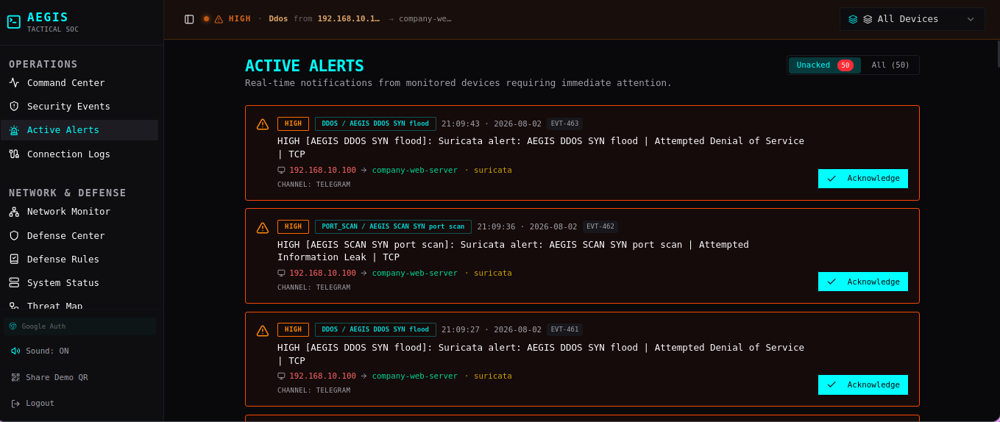 AEGIS
TACTICAL SOC
HIGH · Ddos from 192.168.10.1… → company-we…
All Devices
OPERATIONS
Command Center
Security Events
Active Alerts
Connection Logs
NETWORK & DEFENSE
Network Monitor
Defense Center
Defense Rules
System Status
Threat Map
Google Auth
Sound: ON
Share Demo QR
Logout
ACTIVE ALERTS
Real-time notifications from monitored devices requiring immediate attention.
Unacked 50 All (50)
HIGH DDOS / AEGIS DDOS SYN flood 21:09:43 · 2026-08-02 EVT-463
HIGH [AEGIS DDOS SYN flood]: Suricata alert: AEGIS DDOS SYN flood | Attempted Denial of Service
| TCP
192.168.10.100 → company-web-server · suricata
CHANNEL: TELEGRAM
Acknowledge
HIGH PORT_SCAN / AEGIS SCAN SYN port scan 21:09:36 · 2026-08-02 EVT-462
HIGH [AEGIS SCAN SYN port scan]: Suricata alert: AEGIS SCAN SYN port scan | Attempted
Information Leak | TCP
192.168.10.100 → company-web-server · suricata
CHANNEL: TELEGRAM
Acknowledge
HIGH DDOS / AEGIS DDOS SYN flood 21:09:27 · 2026-08-02 EVT-461
HIGH [AEGIS DDOS SYN flood]: Suricata alert: AEGIS DDOS SYN flood | Attempted Denial of Service
| TCP
192.168.10.100 → company-web-server · suricata
CHANNEL: TELEGRAM
Acknowledge